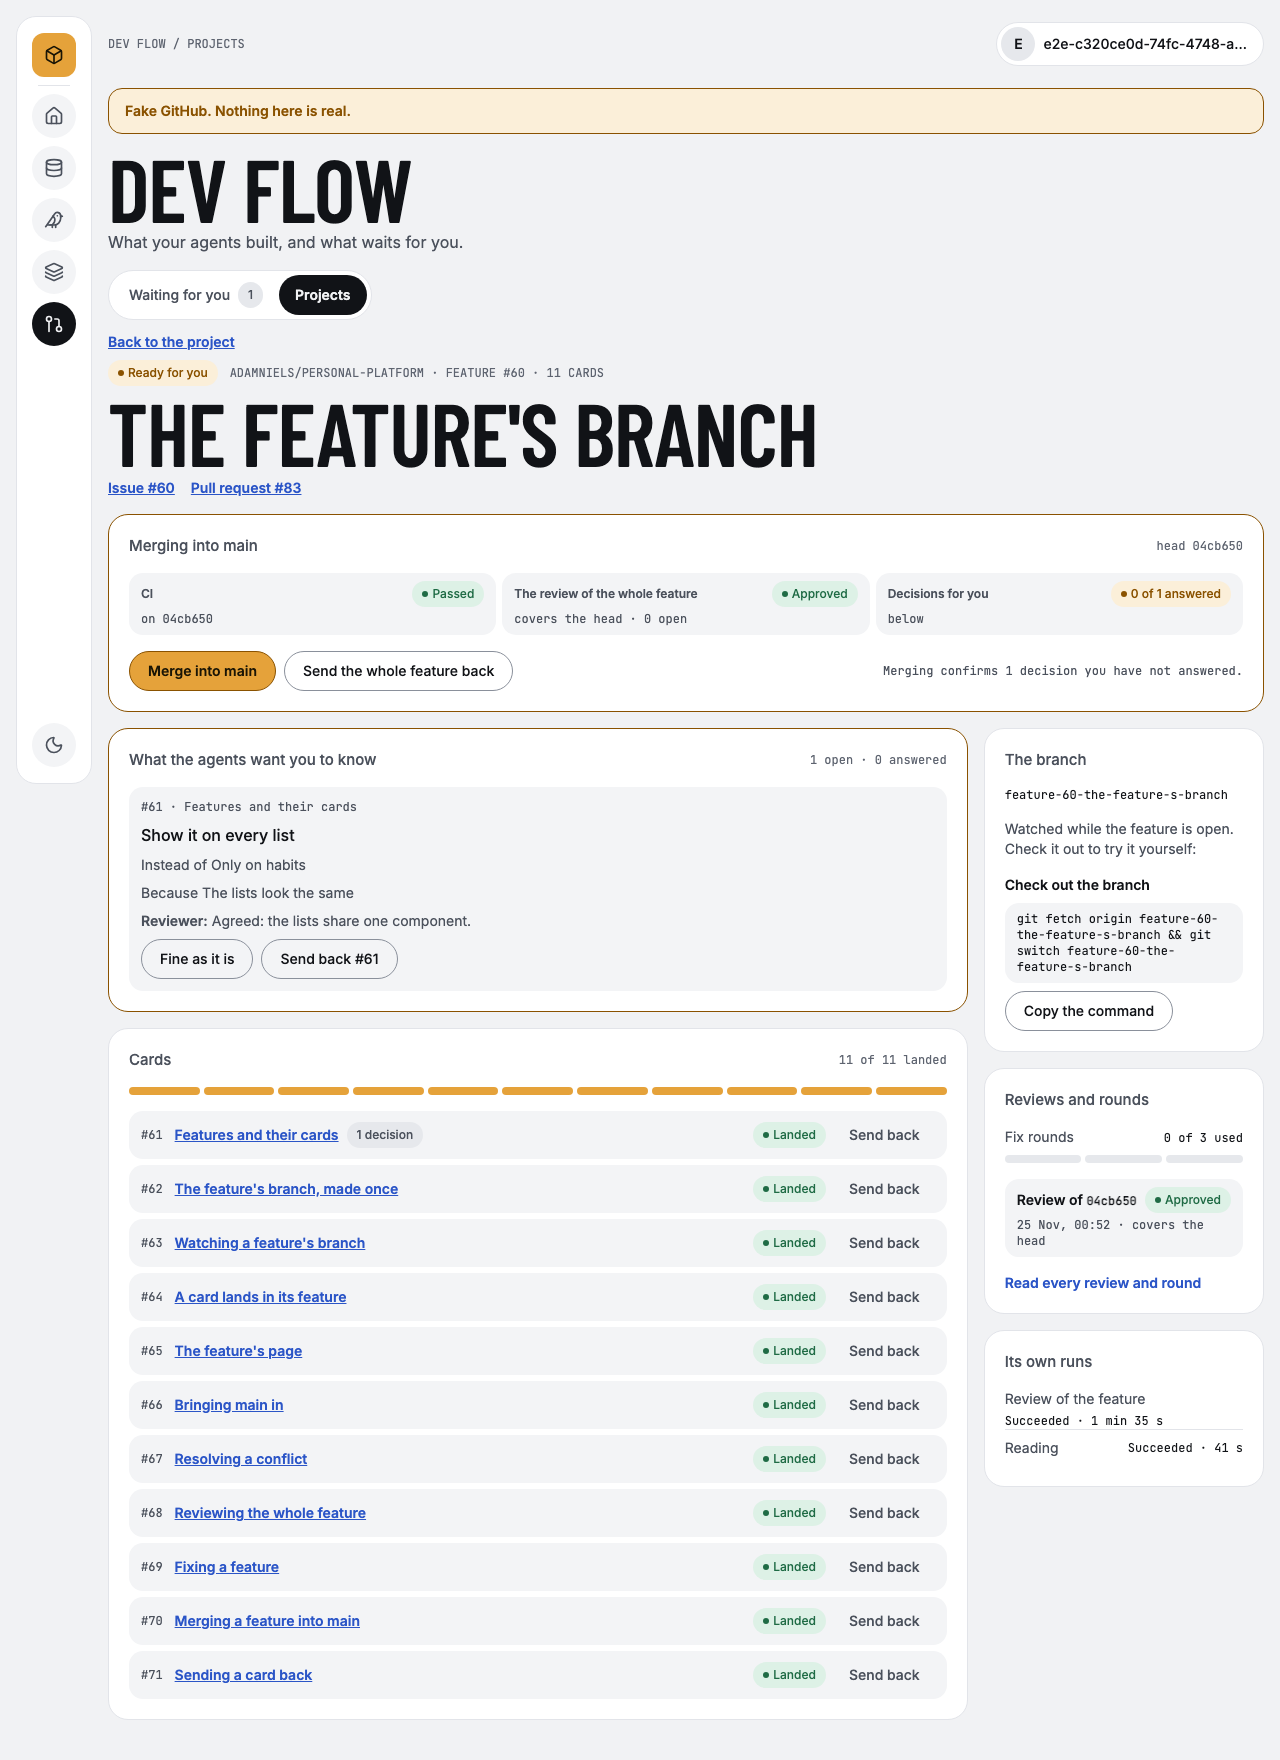 DEV FLOW / PROJECTS
E
e2e-c320ce0d-74fc-4748-a...
Fake GitHub. Nothing here is real.
DEV FLOW
What your agents built, and what waits for you.
Waiting for you 1
Projects
Back to the project
Ready for you
ADAMNIELS/PERSONAL-PLATFORM · FEATURE #60 · 11 CARDS
THE FEATURE'S BRANCH
Issue #60
Pull request #83
Merging into main
head 04cb650
CI
Passed
on 04cb650
The review of the whole feature
Approved
covers the head · 0 open
Decisions for you
0 of 1 answered
below
Merge into main
Send the whole feature back
Merging confirms 1 decision you have not answered.
What the agents want you to know
1 open · 0 answered
#61 · Features and their cards
Show it on every list
Instead of Only on habits
Because The lists look the same
Reviewer: Agreed: the lists share one component.
Fine as it is
Send back #61
Cards
11 of 11 landed
#61 Features and their cards 1 decision Landed Send back
#62 The feature's branch, made once Landed Send back
#63 Watching a feature's branch Landed Send back
#64 A card lands in its feature Landed Send back
#65 The feature's page Landed Send back
#66 Bringing main in Landed Send back
#67 Resolving a conflict Landed Send back
#68 Reviewing the whole feature Landed Send back
#69 Fixing a feature Landed Send back
#70 Merging a feature into main Landed Send back
#71 Sending a card back Landed Send back
The branch
feature-60-the-feature-s-branch
Watched while the feature is open.
Check it out to try it yourself:
Check out the branch
git fetch origin feature-60-
the-feature-s-branch && git
switch feature-60-the-
feature-s-branch
Copy the command
Reviews and rounds
Fix rounds
0 of 3 used
Review of 04cb650
Approved
25 Nov, 00:52 · covers the
head
Read every review and round
Its own runs
Review of the feature
Succeeded · 1 min 35 s
Reading
Succeeded · 41 s